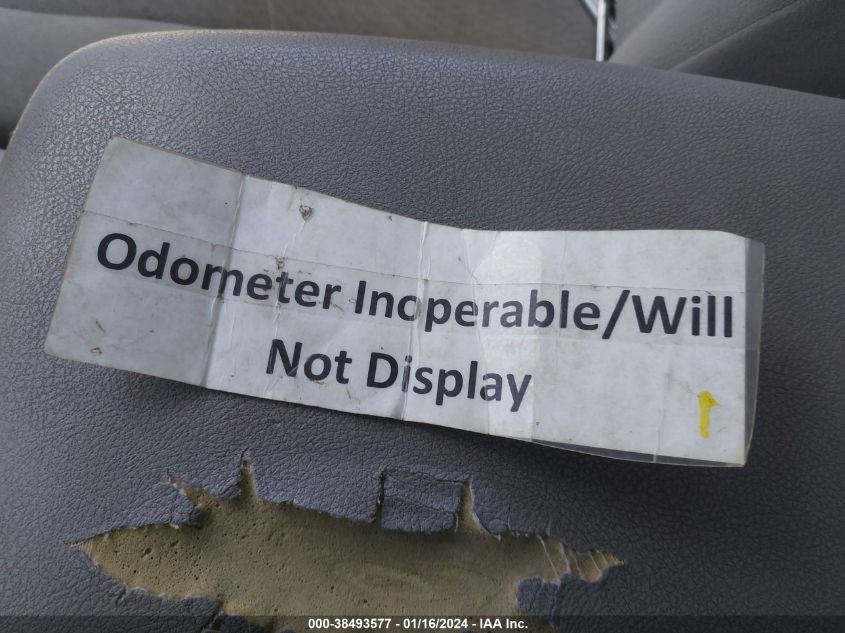 Odometer Inoperable/Will
Not Display
000-38493577 - 01/16/2024 - IAA Inc.